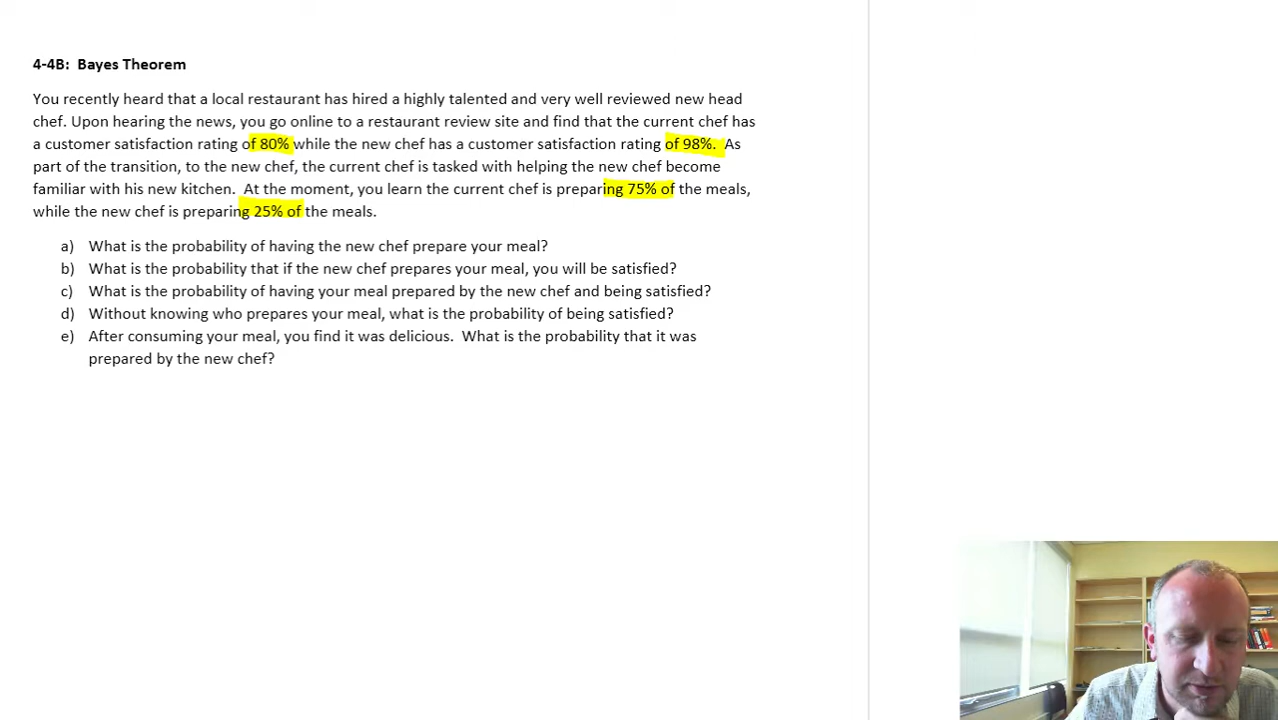 4-4B: Bayes Theorem
You recently heard that a local restaurant has hired a highly talented and very well reviewed new head
chef. Upon hearing the news, you go online to a restaurant review site and find that the current chef has
a customer satisfaction rating of 80% while the new chef has a customer satisfaction rating of 98%. As
part of the transition, to the new chef, the current chef is tasked with helping the new chef become
familiar with his new kitchen. At the moment, you learn the current chef is preparing 75% of the meals,
while the new chef is preparing 25% of the meals.
a) What is the probability of having the new chef prepare your meal?
b) What is the probability that if the new chef prepares your meal, you will be satisfied?
c) What is the probability of having your meal prepared by the new chef and being satisfied?
d) Without knowing who prepares your meal, what is the probability of being satisfied?
e) After consuming your meal, you find it was delicious. What is the probability that it was
prepared by the new chef?